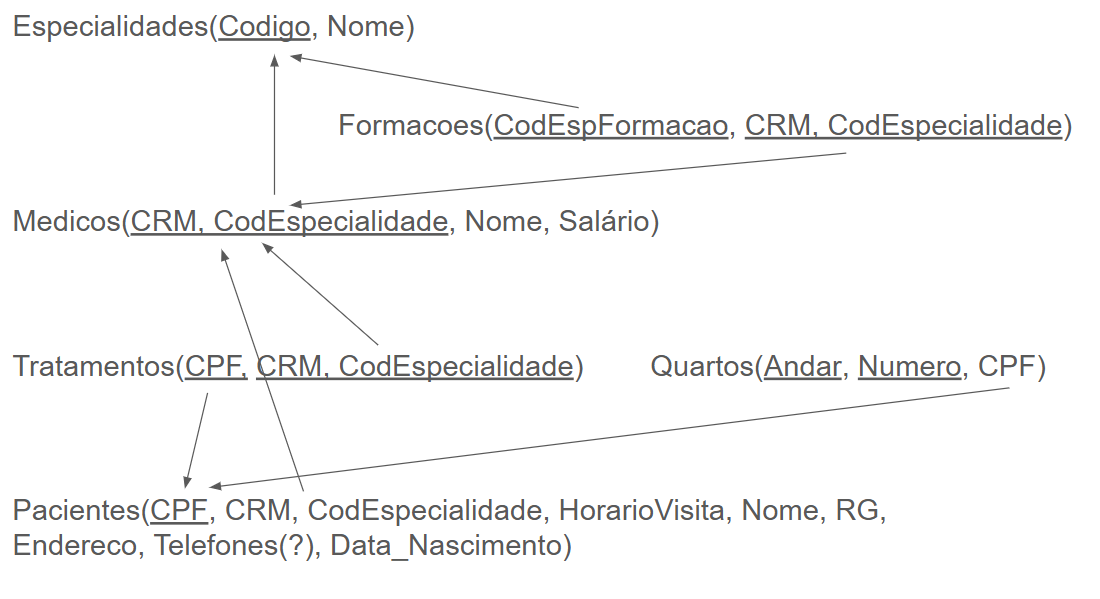 Especialidades(Codigo, Nome)
Formacoes(CodEspFormacao, CRM, CodEspecialidade)
Medicos(CRM, CodEspecialidade, Nome, Salário)
Tratamentos(CPF, CRM, CodEspecialidade)
Quartos(Andar, Numero, CPF)
Pacientes(CPF, CRM, CodEspecialidade, HorarioVisita, Nome, RG,
Endereco, Telefones(?), Data_Nascimento)